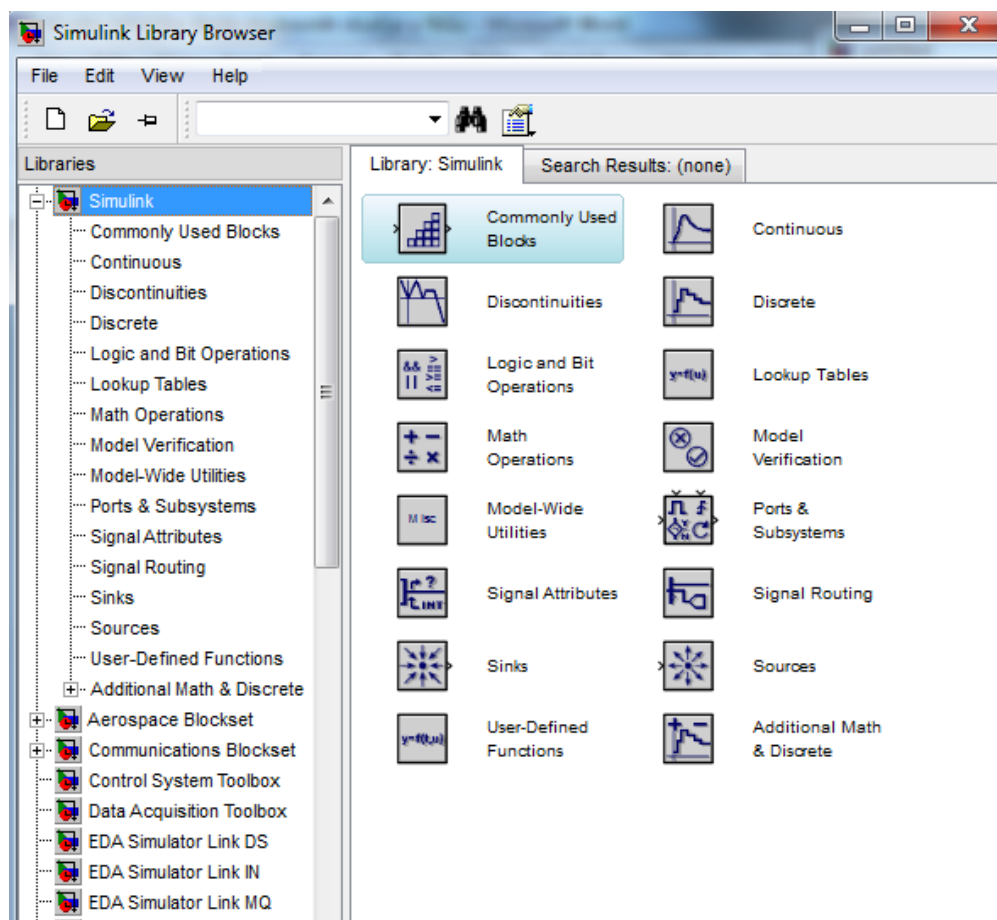 Simulink Library Browser
File Edit View Help
Libraries
Library: Simulink
Search Results: (none)
Simulink
Commonly Used Blocks
Continuous
Discontinuities
Discrete
Logic and Bit Operations
Lookup Tables
Math Operations
Model Verification
Model-Wide Utilities
Ports & Subsystems
Signal Attributes
Signal Routing
Sinks
Sources
User-Defined Functions
Additional Math & Discrete
Aerospace Blockset
Communications Blockset
Control System Toolbox
Data Acquisition Toolbox
EDA Simulator Link DS
EDA Simulator Link IN
EDA Simulator Link MQ
Commonly Used
Blocks
Continuous
Discontinuities
Discrete
&& >
|| ==
>=
<=
Logic and Bit
Operations
y=f(u)
Lookup Tables
+ −
÷ ×
Math
Operations
Model
Verification
Misc
Model-Wide
Utilities
Y
N
C
Ports &
Subsystems
?
INT
Signal Attributes
Signal Routing
Sinks
Sources
y=f(t,u)
User-Defined
Functions
+ −
Additional Math
& Discrete